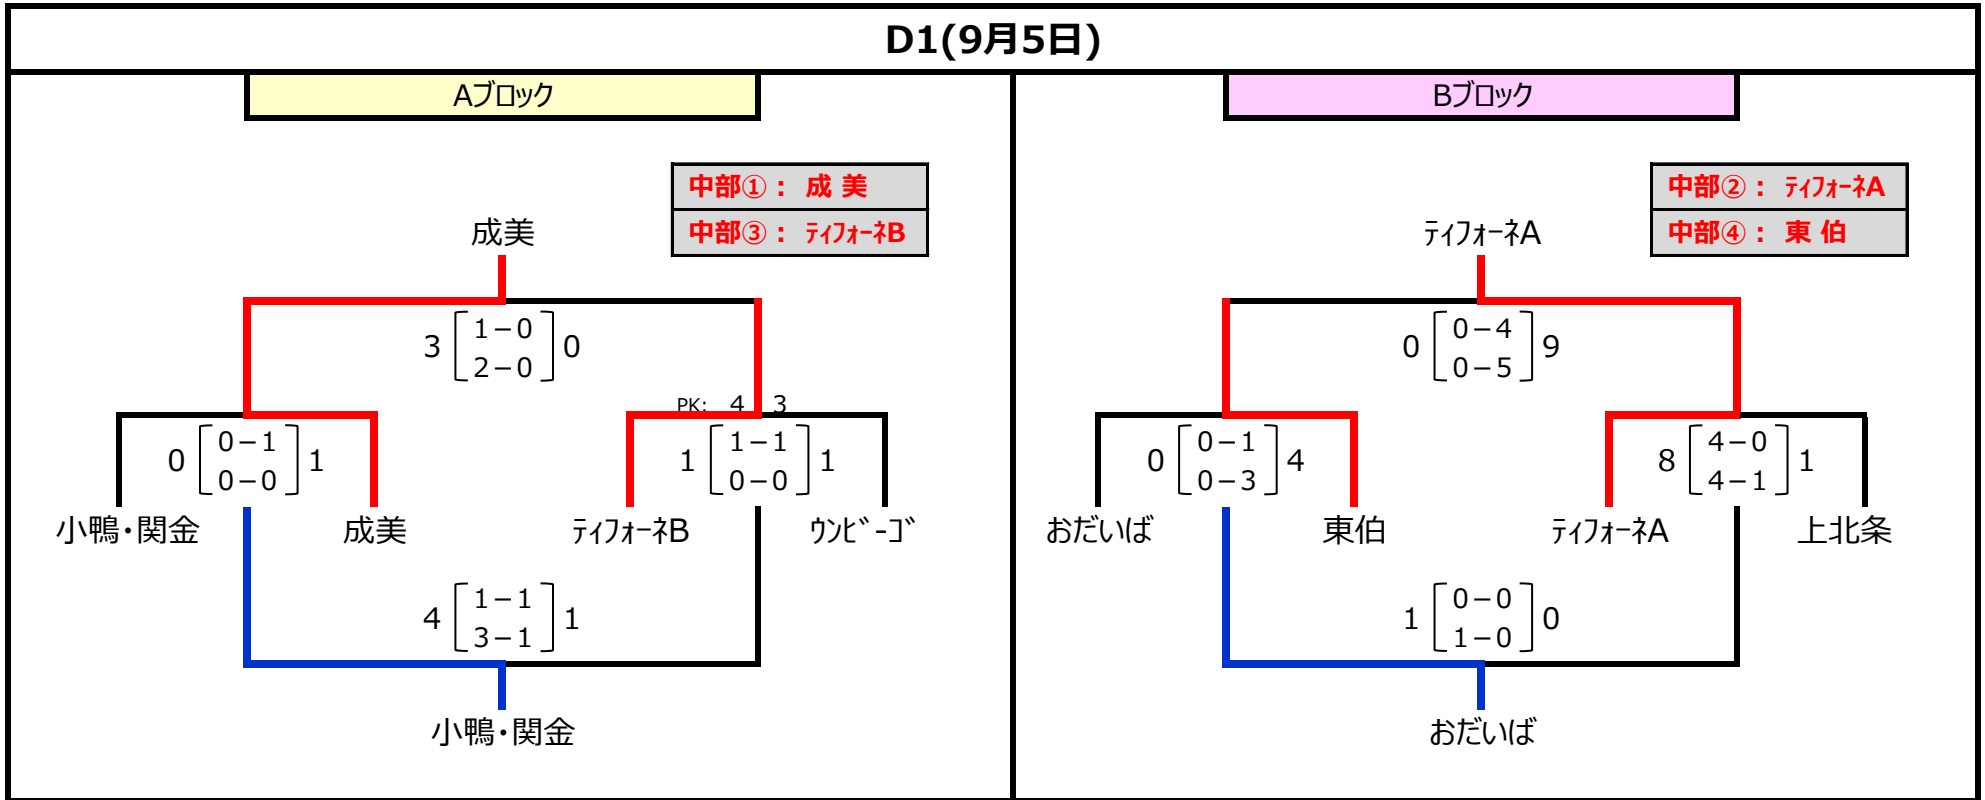 D1(9月5日)
Aブロック
中部①： 成 美
中部③： ティフォーネB
成美
3 1－0 0
2－0
PK: 4 3
0 0－1 1
0－0
1 1－1 1
0－0
小鴨・関金 成美 ティフォーネB ウンビーゴ
4 1－1 1
3－1
小鴨・関金
Bブロック
中部②： ティフォーネA
中部④： 東 伯
ティフォーネA
0 0－4 9
0－5
0 0－1 4
0－3
8 4－0 1
4－1
おだいば 東伯 ティフォーネA 上北条
1 0－0 0
1－0
おだいば